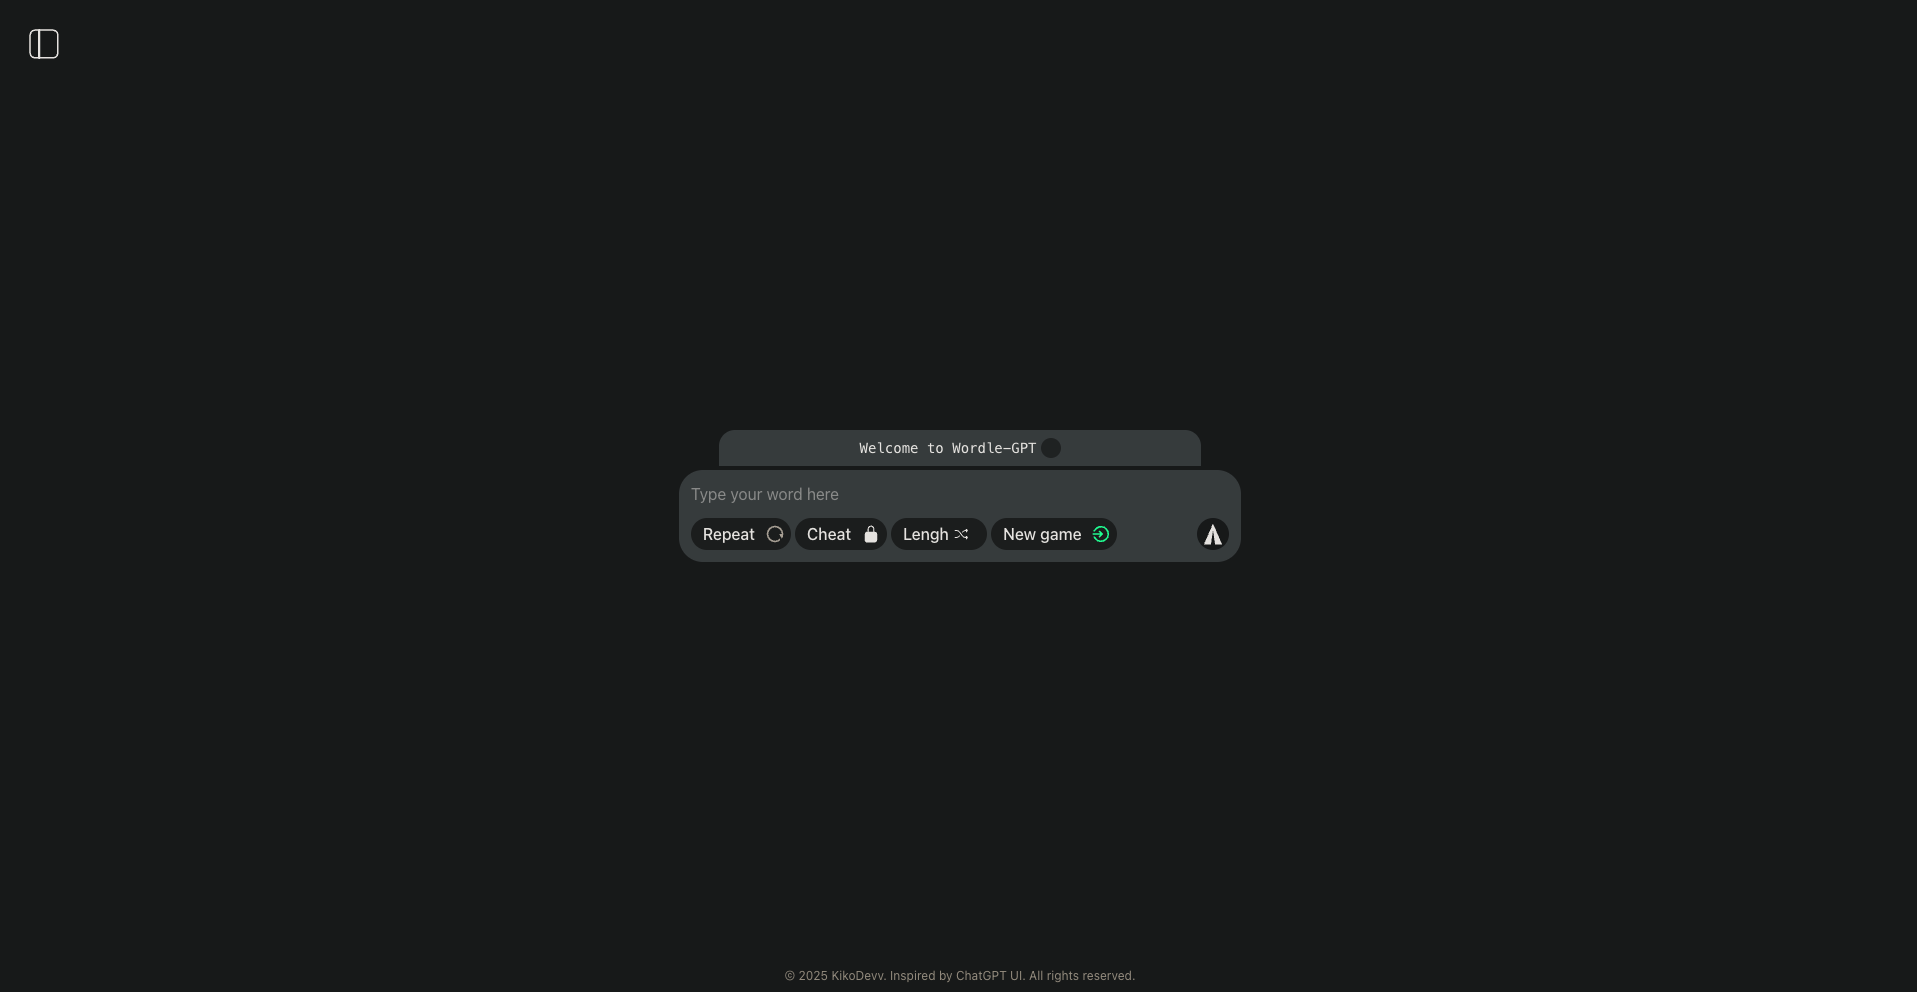 Welcome to Wordle-GPT
Type your word here
Repeat Cheat Lengh New game
© 2025 KikoDevv. Inspired by ChatGPT UI. All rights reserved.